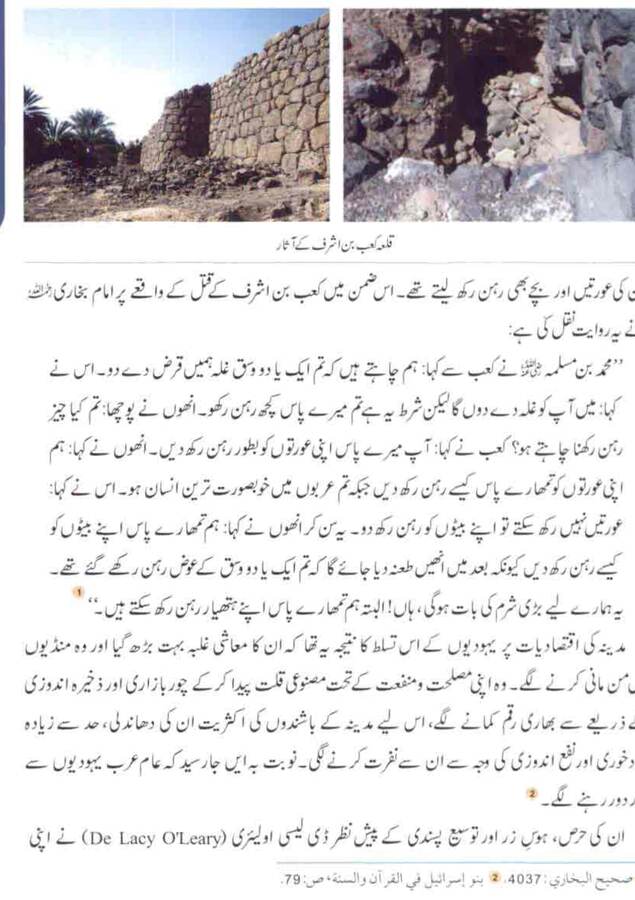 قلعہ کعب بن اشرف کے آثار
کی عورتیں اور بچے بھی رہن رکھ لیتے تھے۔ اس ضمن میں کعب بن اشرف کے قتل کے واقعے پر امام بخاری رحمہ اللہ
نے یہ روایت نقل کی ہے:
”محمد بن مسلمہ رضی اللہ عنہ نے کعب سے کہا: ہم چاہتے ہیں کہ تم ایک یا دو وسق غلہ ہمیں قرض دے دو۔ اس نے
کہا: میں آپ کو غلہ دے دوں گا لیکن شرط یہ ہے تم میرے پاس کچھ رہن رکھو۔ انھوں نے پوچھا: تم کیا چیز
رہن رکھنا چاہتے ہو؟ کعب نے کہا: آپ میرے پاس اپنی عورتوں کو بطور رہن رکھ دیں۔ انھوں نے کہا: ہم
اپنی عورتوں کو تمھارے پاس کیسے رہن رکھ دیں جبکہ تم عربوں میں خوبصورت ترین انسان ہو۔ اس نے کہا:
عورتیں نہیں رکھ سکتے تو اپنے بیٹوں کو رہن رکھ دو۔ یہ سن کر انھوں نے کہا: ہم تمھارے پاس اپنے بیٹوں کو
کیسے رہن رکھ دیں کیونکہ بعد میں انھیں طعنہ دیا جائے گا کہ تم ایک یا دو وسق کے عوض رہن رکھے گئے تھے۔
یہ ہمارے لیے بڑی شرم کی بات ہوگی، ہاں! البتہ ہم تمھارے پاس اپنے ہتھیار رہن رکھ سکتے ہیں۔“ 1
مدینہ کی اقتصادیات پر یہودیوں کے اس تسلط کا نتیجہ یہ تھا کہ ان کا معاشی غلبہ بہت بڑھ گیا اور وہ منڈیوں
من مانی کرنے لگے۔ وہ اپنی مصلحت و منفعت کے تحت مصنوعی قلت پیدا کر کے چور بازاری اور ذخیرہ اندوزی
کے ذریعے سے بھاری رقم کمانے لگے، اس لیے مدینہ کے باشندوں کی اکثریت ان کی دھاندلی، حد سے زیادہ
خوری اور نفع اندوزی کی وجہ سے ان سے نفرت کرنے لگی۔ نوبت بہ ایں جا رسید کہ عام عرب یہودیوں سے
دور رہنے لگے۔ 2
ان کی حرص، ہوسِ زر اور توسیع پسندی کے پیش نظر ڈی لیسی اولیئری (De Lacy O'Leary) نے اپنی
صحيح البخاري: 4037. 2 بنو إسرائيل في القرآن والسنة، ص: 79.